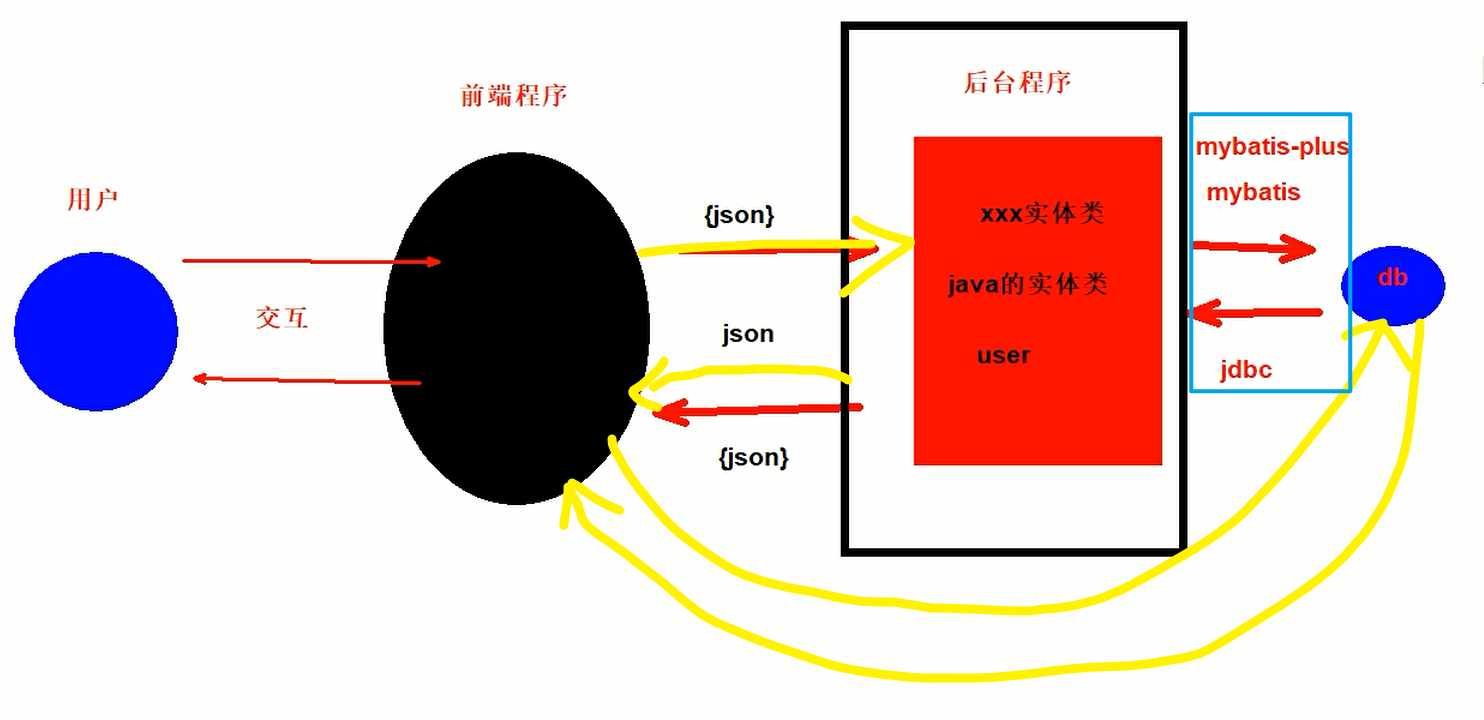 用户
交互
前端程序
{json}
json
{json}
后台程序
xxx实体类
java的实体类
user
mybatis-plus
mybatis
jdbc
db